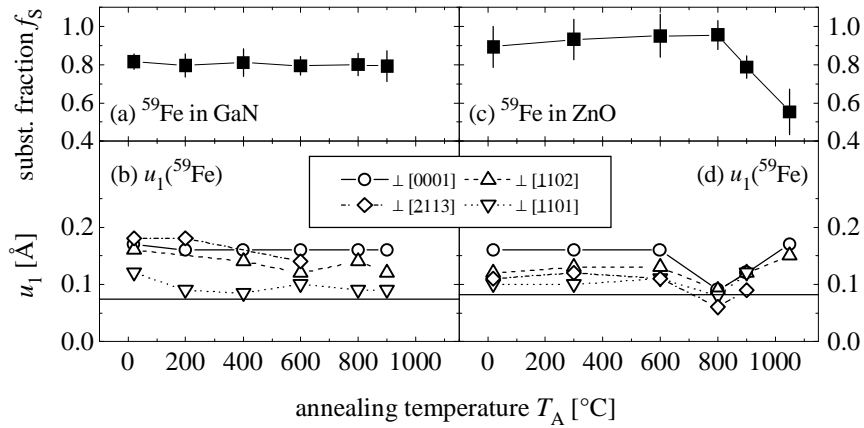 subst. fraction f_S
1.0
0.8
0.6
0.4
(a) ⁵⁹Fe in GaN
(c) ⁵⁹Fe in ZnO
1.0
0.8
0.6
0.4
(b) u₁(⁵⁹Fe)
⊥ [0001]
⊥ [1102]
⊥ [2113]
⊥ [1101]
(d) u₁(⁵⁹Fe)
u₁ [Å]
0.2
0.1
0.0
0.2
0.1
0.0
0 200 400 600 800 1000
0 200 400 600 800 1000
annealing temperature T_A [°C]